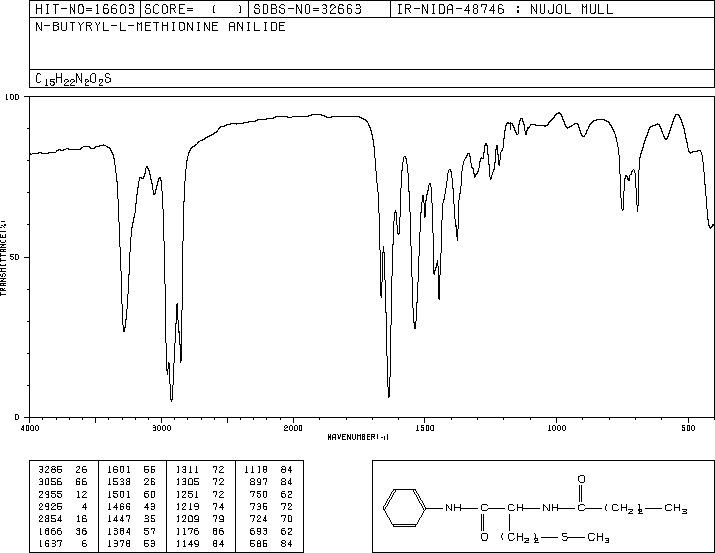 HIT-NO=16603 SCORE= ( ) SDBS-NO=32663 IR-NIDA-48746 : NUJOL MULL
N-BUTYRYL-L-METHIONINE ANILIDE
C15H22N2O2S
100
50
0
TRANSMITTANCE(%)
4000 3000 2000 1500 1000 500
WAVENUMBER(-1)
3285 26 1601 56 1311 72 1118 84
3056 66 1538 26 1305 72 897 84
2955 12 1501 60 1251 72 750 62
2925 4 1466 43 1219 74 736 72
2854 16 1447 35 1209 79 724 70
1666 36 1384 57 1176 86 693 62
1637 6 1378 53 1149 84 586 84
O
NH C CH NH C (CH2)2 CH3
O (CH2)2 S CH3